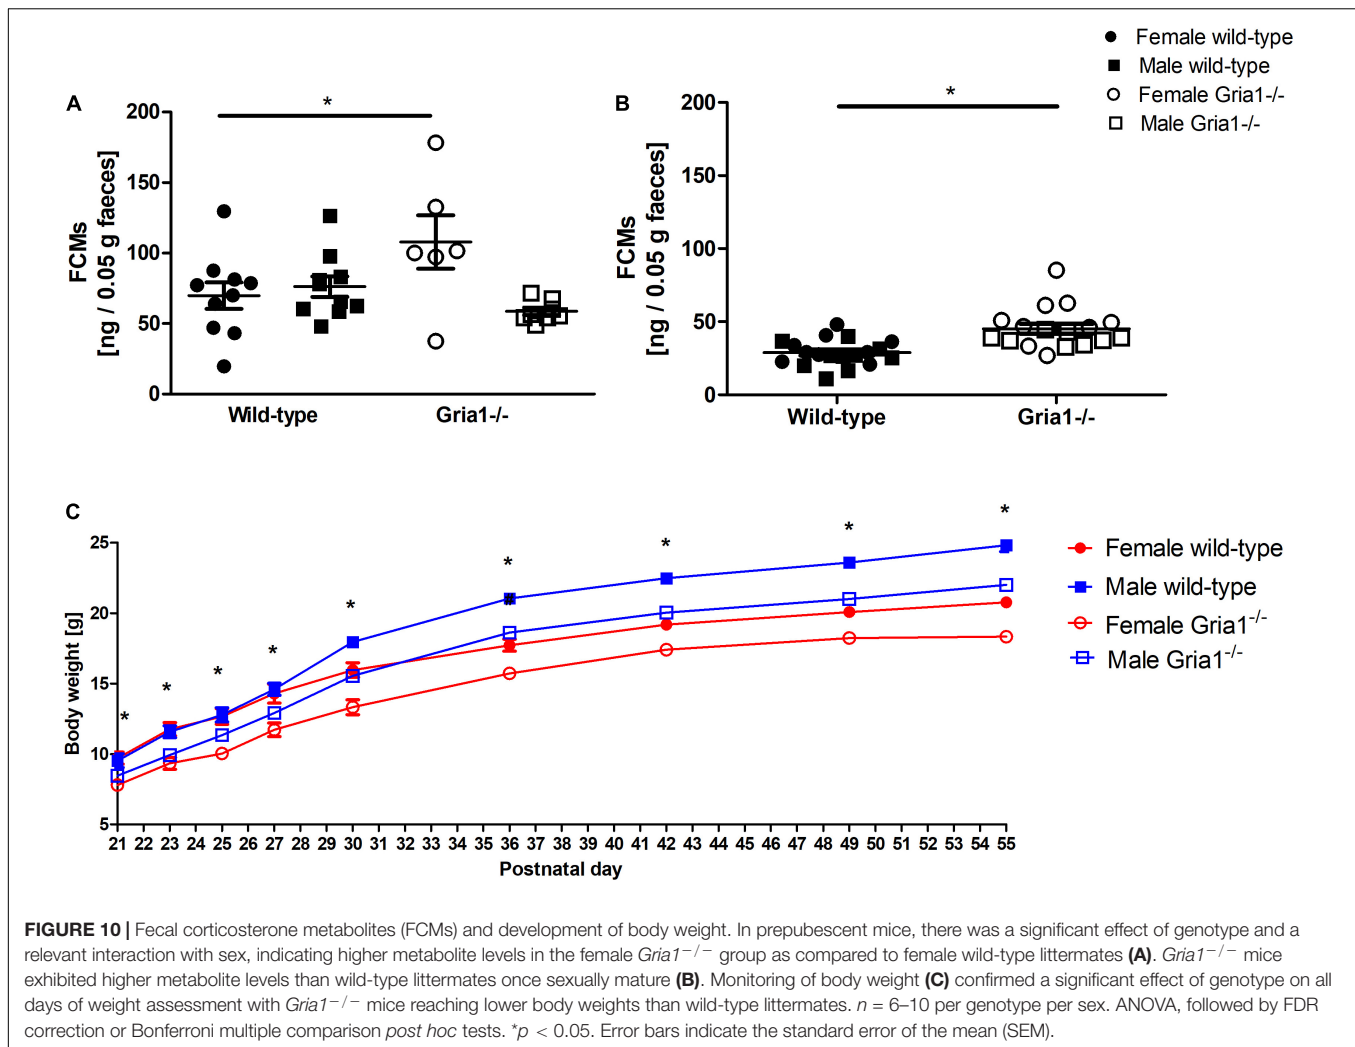 Female wild-type
Male wild-type
Female Gria1-/-
Male Gria1-/-
A
*
200
150
100
50
0
FCMs
[ng / 0.05 g faeces]
Wild-type
Gria1-/-
B
*
200
150
100
50
0
FCMs
[ng / 0.05 g faeces]
Wild-type
Gria1-/-
C
25
20
15
10
5
Body weight [g]
* * * * * * * * *
21 22 23 24 25 26 27 28 29 30 31 32 33 34 35 36 37 38 39 40 41 42 43 44 45 46 47 48 49 50 51 52 53 54 55
Postnatal day
Female wild-type
Male wild-type
Female Gria1-/-
Male Gria1-/-
FIGURE 10 | Fecal corticosterone metabolites (FCMs) and development of body weight. In prepubescent mice, there was a significant effect of genotype and a
relevant interaction with sex, indicating higher metabolite levels in the female Gria1−/− group as compared to female wild-type littermates (A). Gria1−/− mice
exhibited higher metabolite levels than wild-type littermates once sexually mature (B). Monitoring of body weight (C) confirmed a significant effect of genotype on all
days of weight assessment with Gria1−/− mice reaching lower body weights than wild-type littermates. n = 6–10 per genotype per sex. ANOVA, followed by FDR
correction or Bonferroni multiple comparison post hoc tests. *p < 0.05. Error bars indicate the standard error of the mean (SEM).